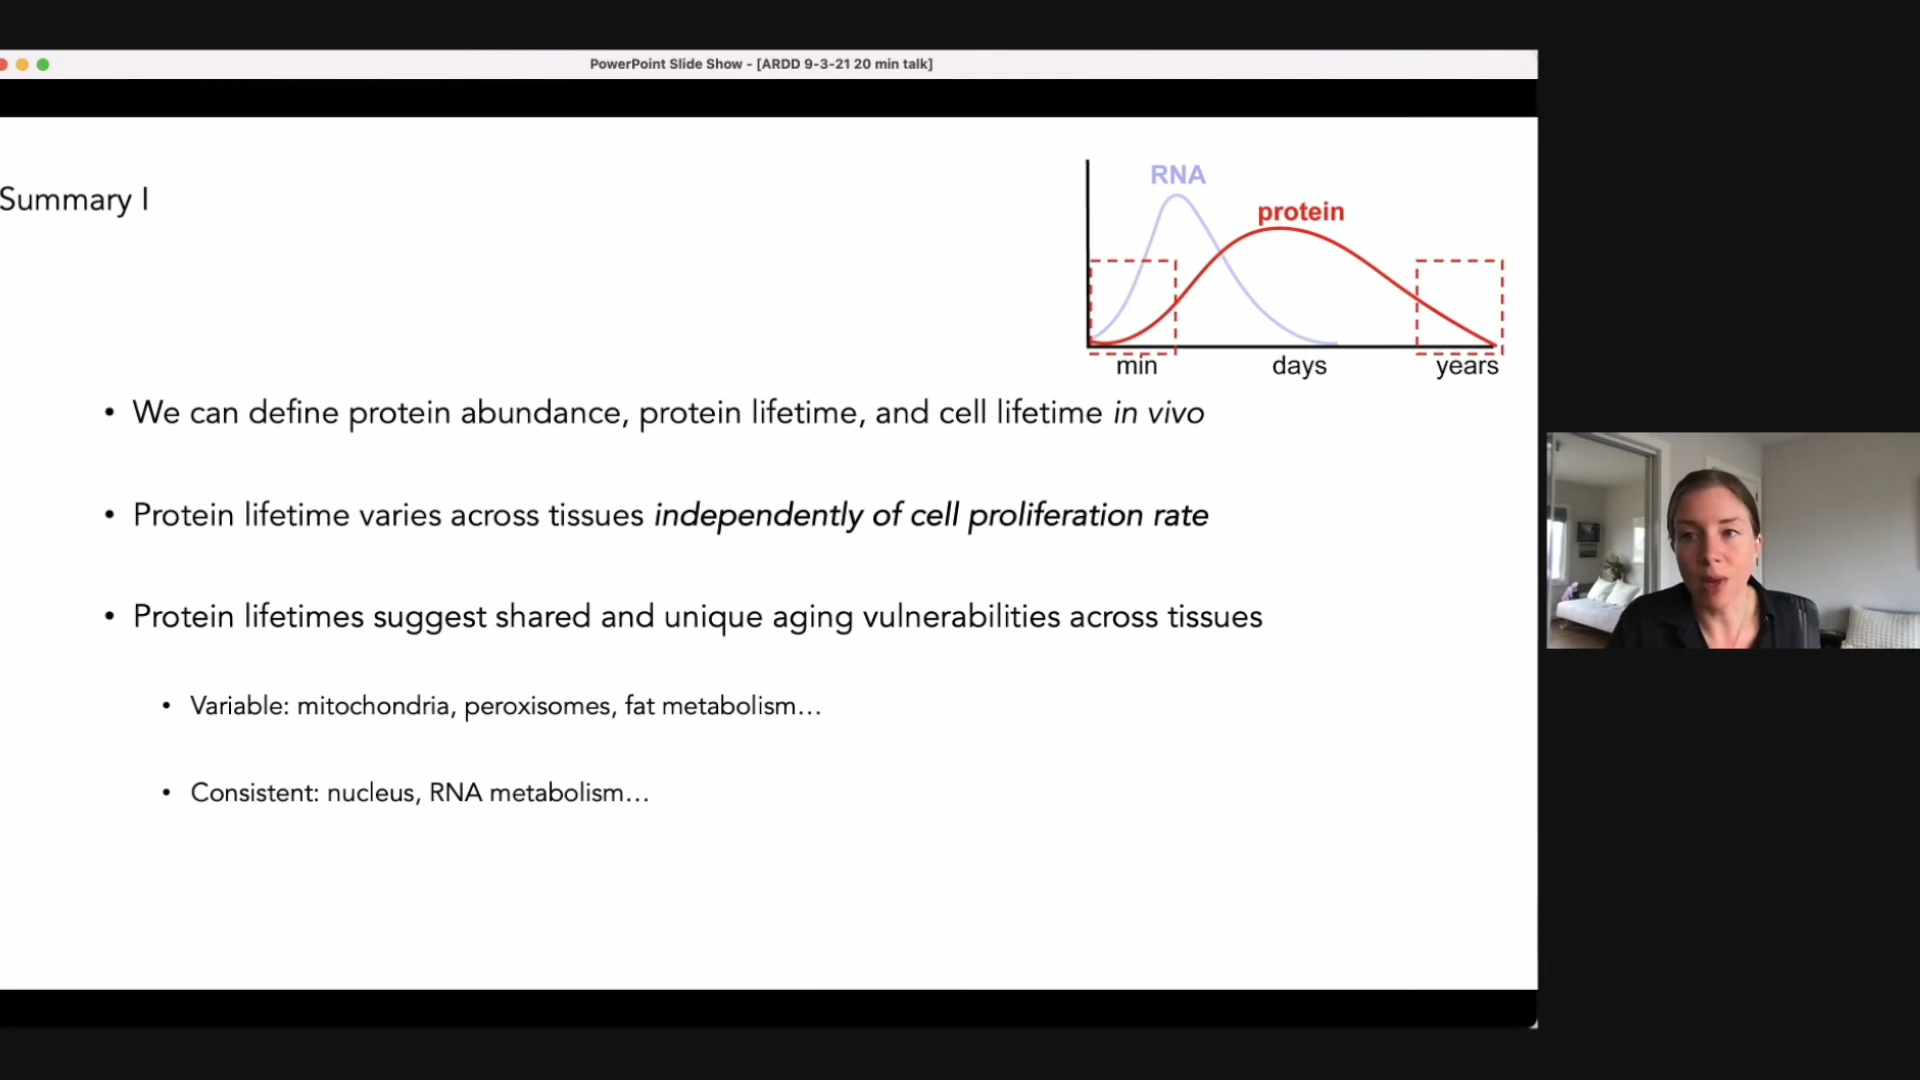 PowerPoint Slide Show - [ARDD 9-3-21 20 min talk]
Summary I
RNA
protein
min days years
• We can define protein abundance, protein lifetime, and cell lifetime in vivo
• Protein lifetime varies across tissues independently of cell proliferation rate
• Protein lifetimes suggest shared and unique aging vulnerabilities across tissues
• Variable: mitochondria, peroxisomes, fat metabolism…
• Consistent: nucleus, RNA metabolism…